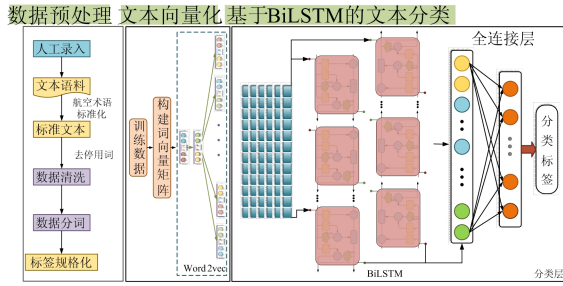 数据预处理 文本向量化 基于BiLSTM的文本分类
人工录入
文本语料
航空术语
标准化
标准文本
去停用词
数据清洗
数据分词
标签规格化
训练数据
构建词向量矩阵
Word2vec
BiLSTM
全连接层
分类标签
分类层